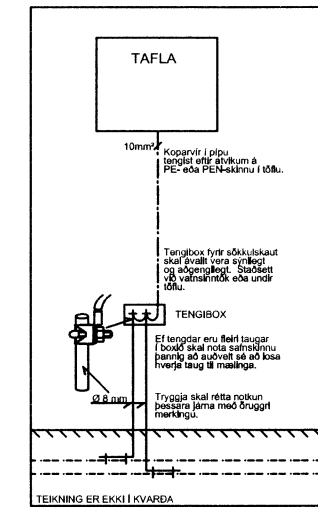 TAFLA
10mm²
Koparvír í pípu
tengist eftir atvikum á
PE- eða PEN-skinnu í töflu.
Tengibox fyrir sökkulskaut
skal ávallt vera sýnilegt
og aðgengilegt. Staðsett
við vatnsinntök eða undir
töflu.
TENGIBOX
Ef tengdar eru fleiri taugar
í boxið skal nota safnskinnu
þannig að auðvelt sé að losa
hverja taug til mælinga.
Ø 8 mm
Tryggja skal rétta notkun
þessara járna með öruggri
merkingu.
TEIKNING ER EKKI Í KVARÐA